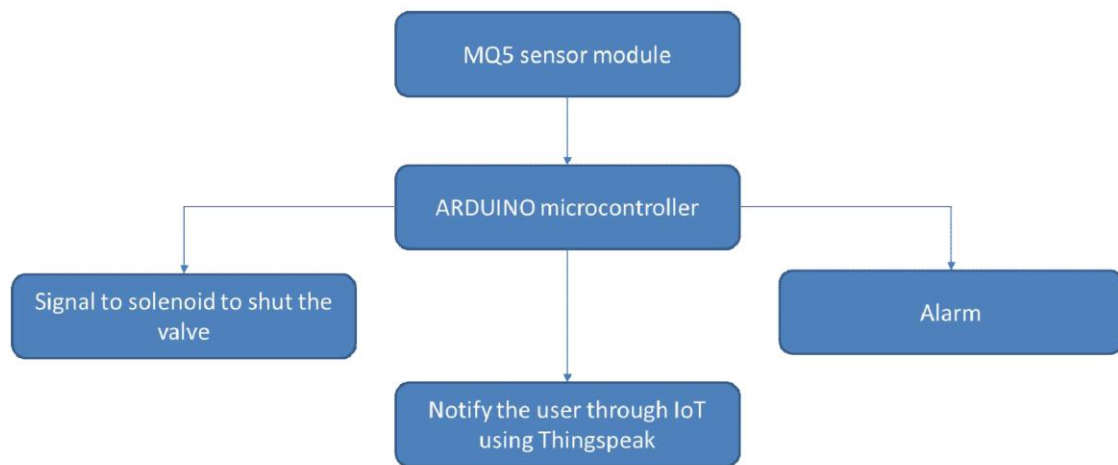 MQ5 sensor module
ARDUINO microcontroller
Signal to solenoid to shut the
valve
Alarm
Notify the user through IoT
using Thingspeak